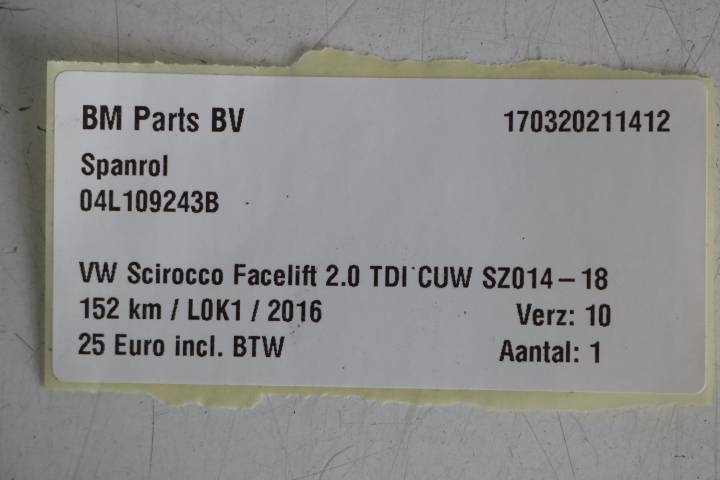 BM Parts BV 170320211412
Spanrol
04L109243B
VW Scirocco Facelift 2.0 TDI CUW SZ014-18
152 km / L0K1 / 2016 Verz: 10
25 Euro incl. BTW Aantal: 1